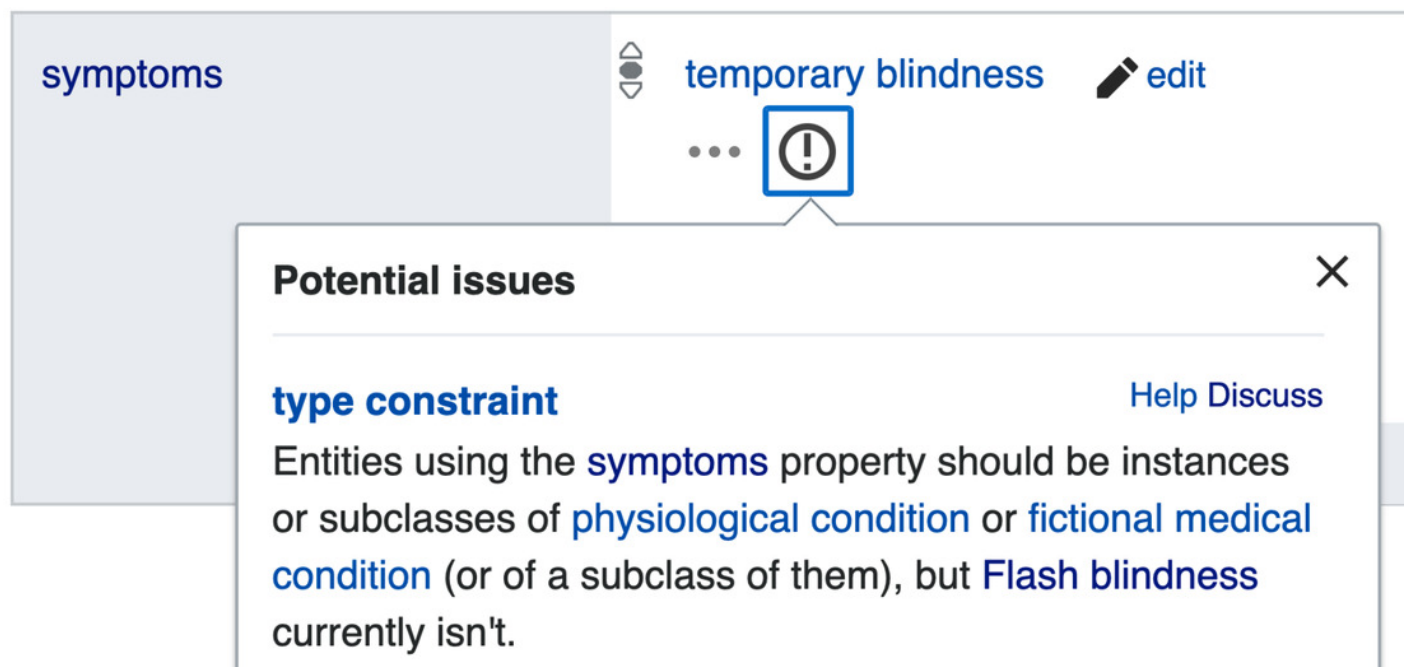 symptoms
temporary blindness edit
Potential issues
type constraint Help Discuss
Entities using the symptoms property should be instances
or subclasses of physiological condition or fictional medical
condition (or of a subclass of them), but Flash blindness
currently isn't.